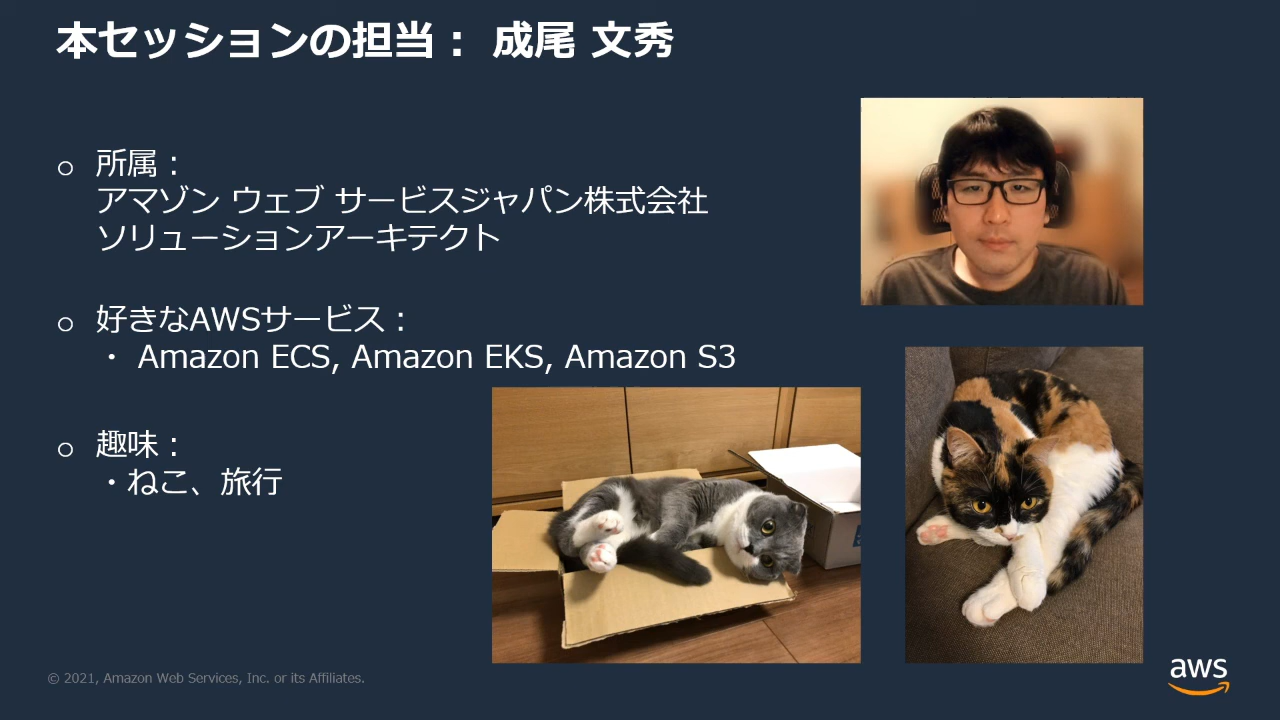 本セッションの担当： 成尾 文秀
o 所属：
アマゾン ウェブ サービスジャパン株式会社
ソリューションアーキテクト
o 好きなAWSサービス：
・ Amazon ECS, Amazon EKS, Amazon S3
o 趣味：
・ねこ、旅行
© 2021, Amazon Web Services, Inc. or its Affiliates.
aws